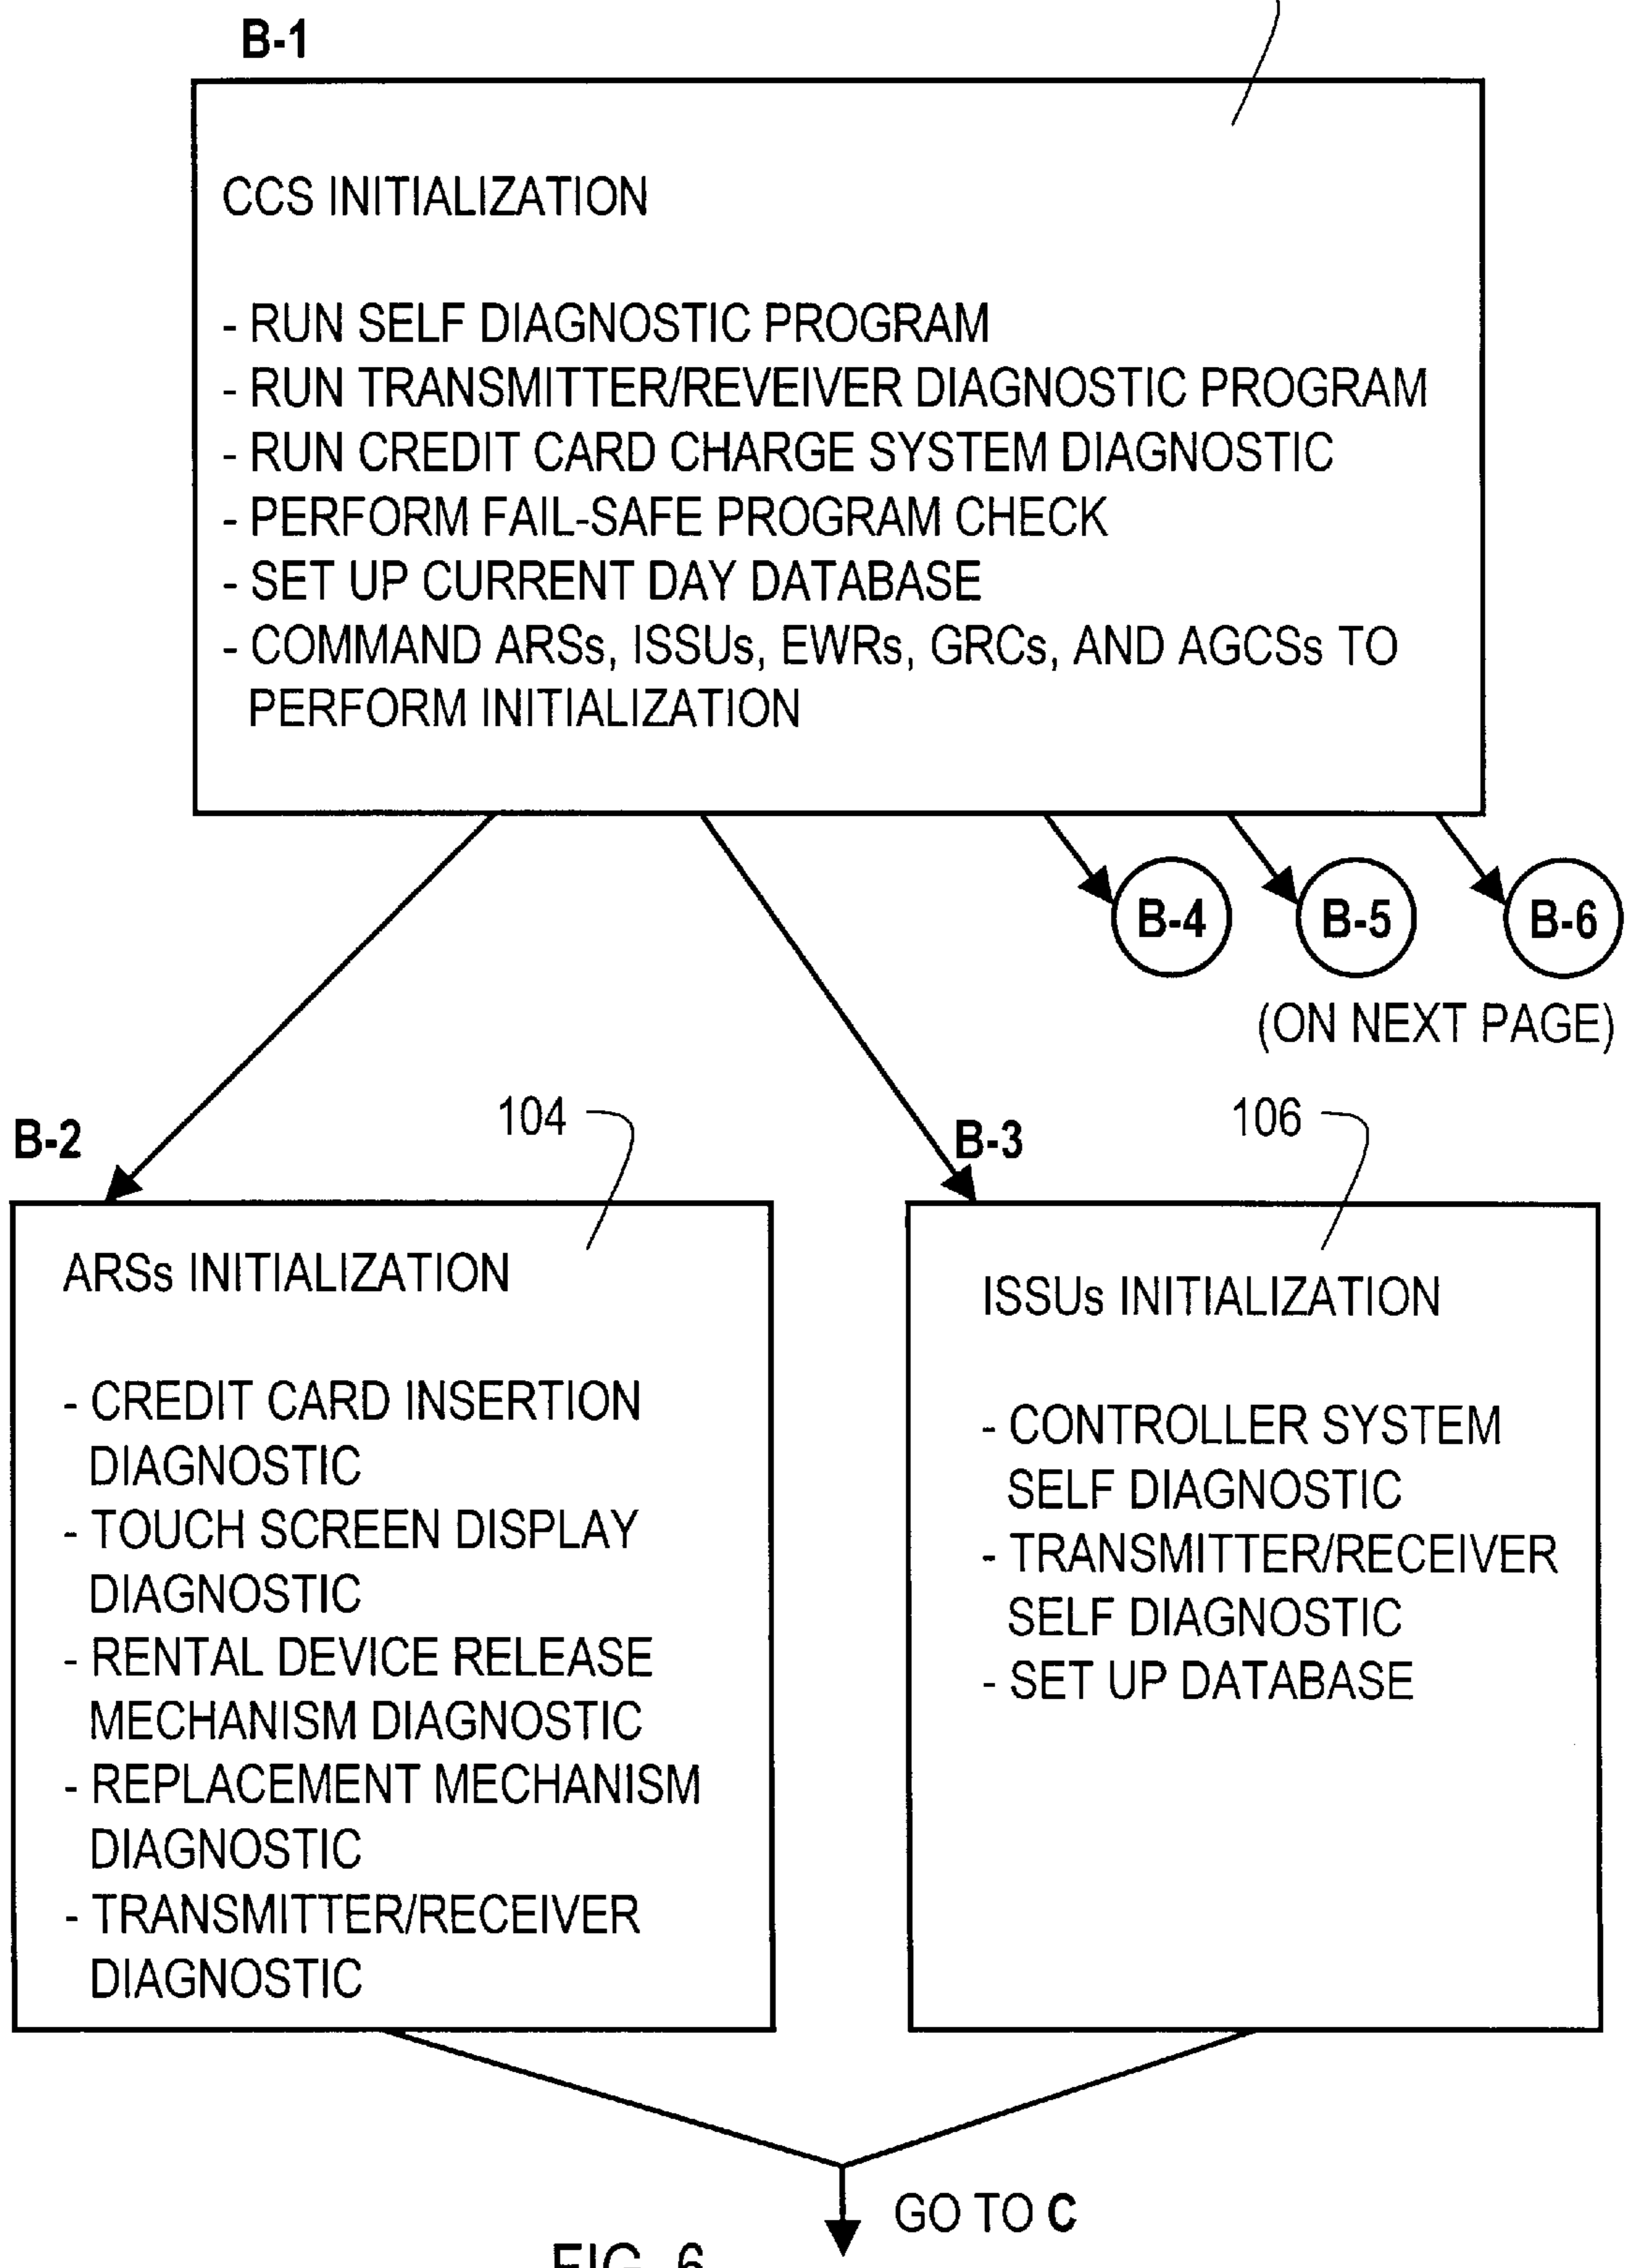 B-1
CCS INITIALIZATION
- RUN SELF DIAGNOSTIC PROGRAM
- RUN TRANSMITTER/REVEIVER DIAGNOSTIC PROGRAM
- RUN CREDIT CARD CHARGE SYSTEM DIAGNOSTIC
- PERFORM FAIL-SAFE PROGRAM CHECK
- SET UP CURRENT DAY DATABASE
- COMMAND ARSs, ISSUs, EWRs, GRCs, AND AGCSs TO
PERFORM INITIALIZATION
B-4
B-5
B-6
(ON NEXT PAGE)
B-2
104
ARSs INITIALIZATION
- CREDIT CARD INSERTION
DIAGNOSTIC
- TOUCH SCREEN DISPLAY
DIAGNOSTIC
- RENTAL DEVICE RELEASE
MECHANISM DIAGNOSTIC
- REPLACEMENT MECHANISM
DIAGNOSTIC
- TRANSMITTER/RECEIVER
DIAGNOSTIC
B-3
106
ISSUs INITIALIZATION
- CONTROLLER SYSTEM
SELF DIAGNOSTIC
- TRANSMITTER/RECEIVER
SELF DIAGNOSTIC
- SET UP DATABASE
GO TO C
FIG. 6